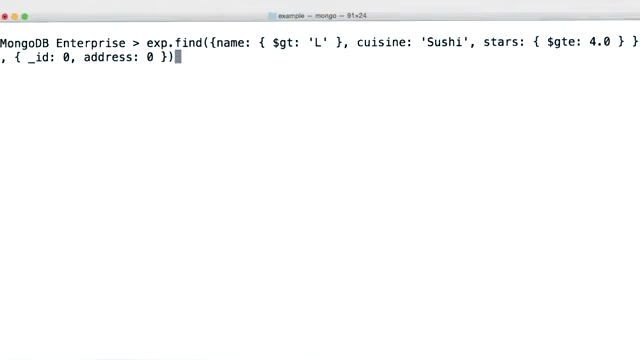 example — mongo — 91×24
MongoDB Enterprise > exp.find({name: { $gt: 'L' }, cuisine: 'Sushi', stars: { $gte: 4.0 } }
, { _id: 0, address: 0 })